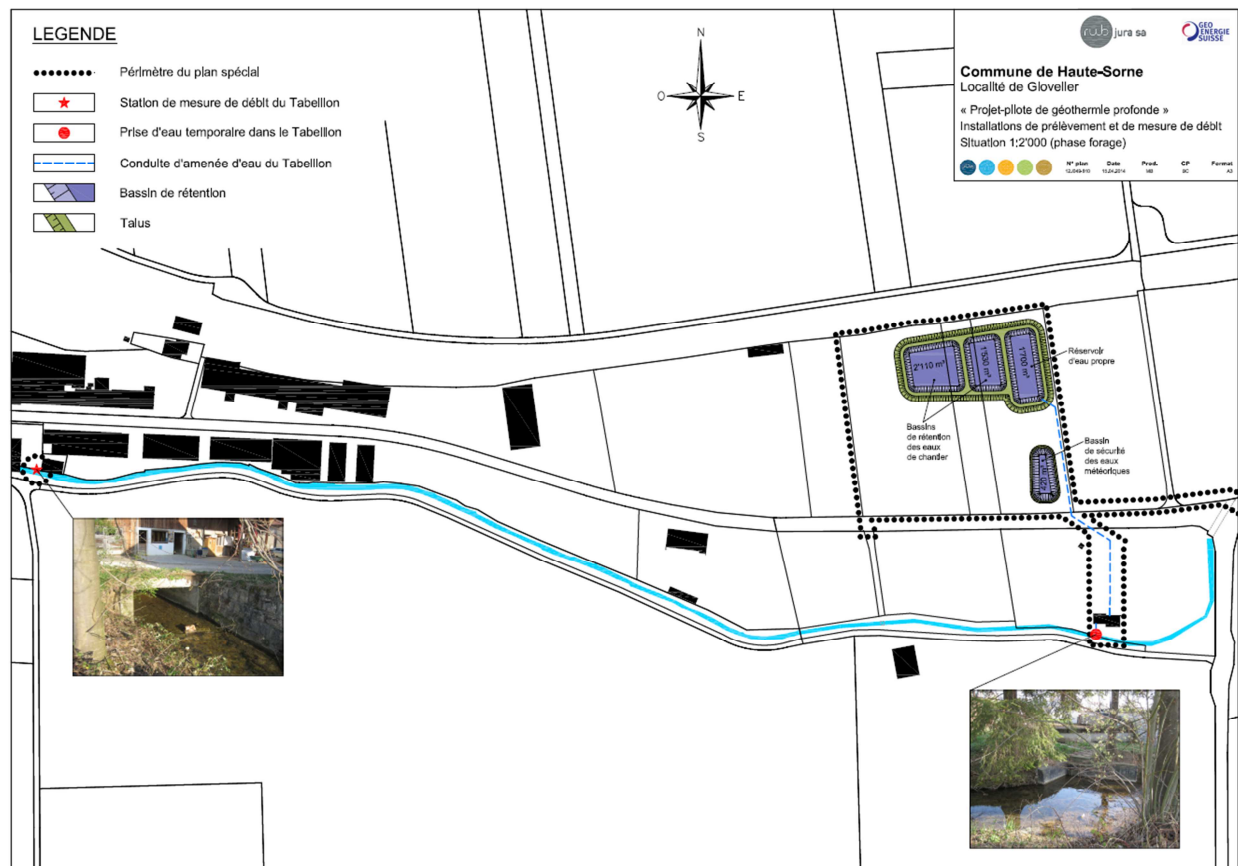 LEGENDE
Périmètre du plan spécial
Station de mesure de débit du Tabeillon
Prise d'eau temporaire dans le Tabeillon
Conduite d'amenée d'eau du Tabeillon
Bassin de rétention
Talus
N
O E
S
rwb jura sa
GEO
ENERGIE
SUISSE
Commune de Haute-Sorne
Localité de Glovelier
« Projet-pilote de géothermie profonde »
Installations de prélèvement et de mesure de débit
Situation 1:2'000 (phase forage)
N° plan Date Prod. CP Format
A3
2'110 m³
1'530 m³
1'700 m³
Réservoir
d'eau propre
Bassins
de rétention
des eaux
de chantier
Bassin
de sécurité
des eaux
météoriques